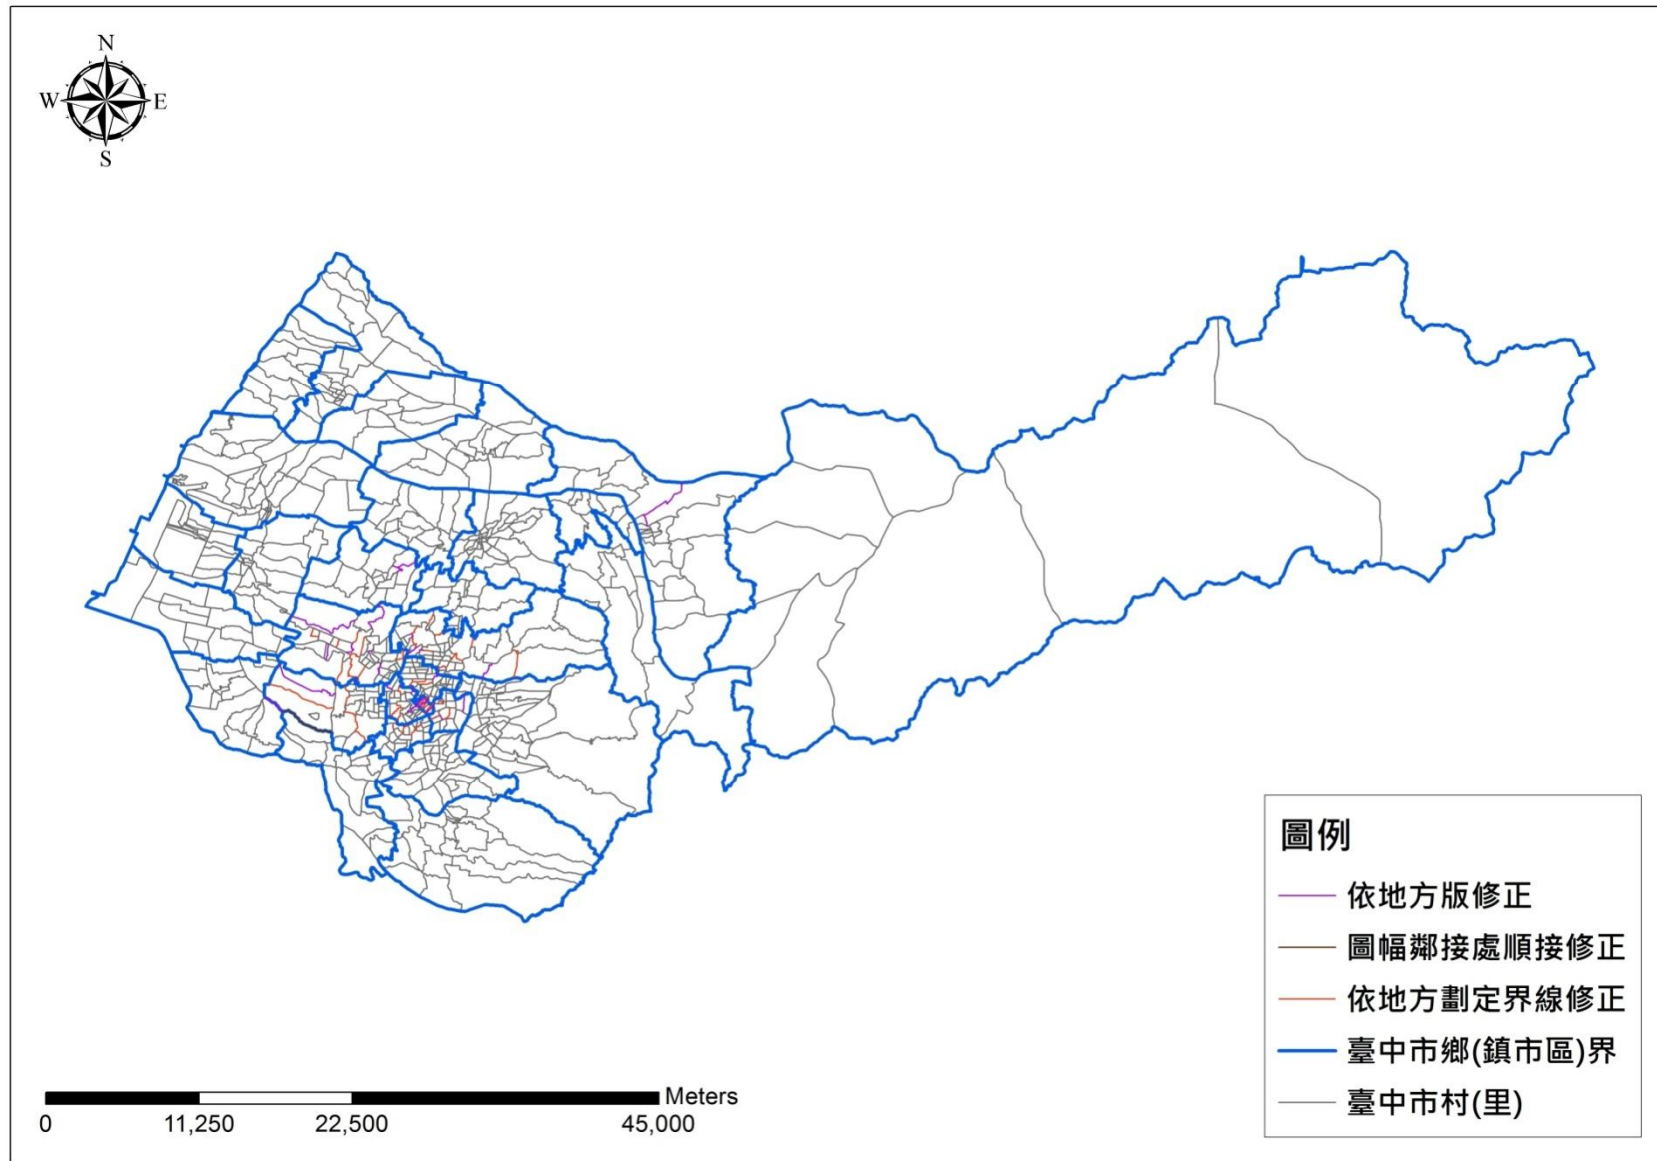 N
W E
S
圖例
依地方版修正
圖幅鄰接處順接修正
依地方劃定界線修正
臺中市鄉(鎮市區)界
臺中市村(里)
Meters
0 11,250 22,500 45,000